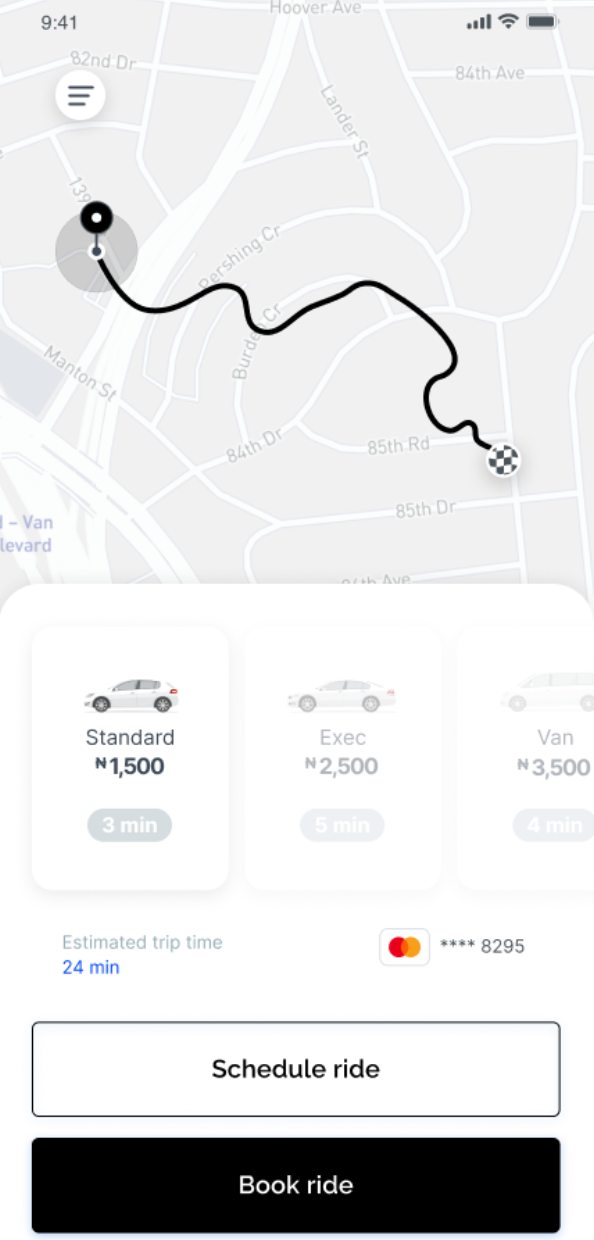 9:41
Hoover Ave
82nd Dr
84th Ave
Lander St
139
Pershing Cr
Burden Cr
Manton St
84th Dr
85th Rd
85th Dr
– Van
levard
84th Ave
Standard
₦1,500
3 min
Exec
₦2,500
5 min
Van
₦3,500
4 min
Estimated trip time
24 min
**** 8295
Schedule ride
Book ride